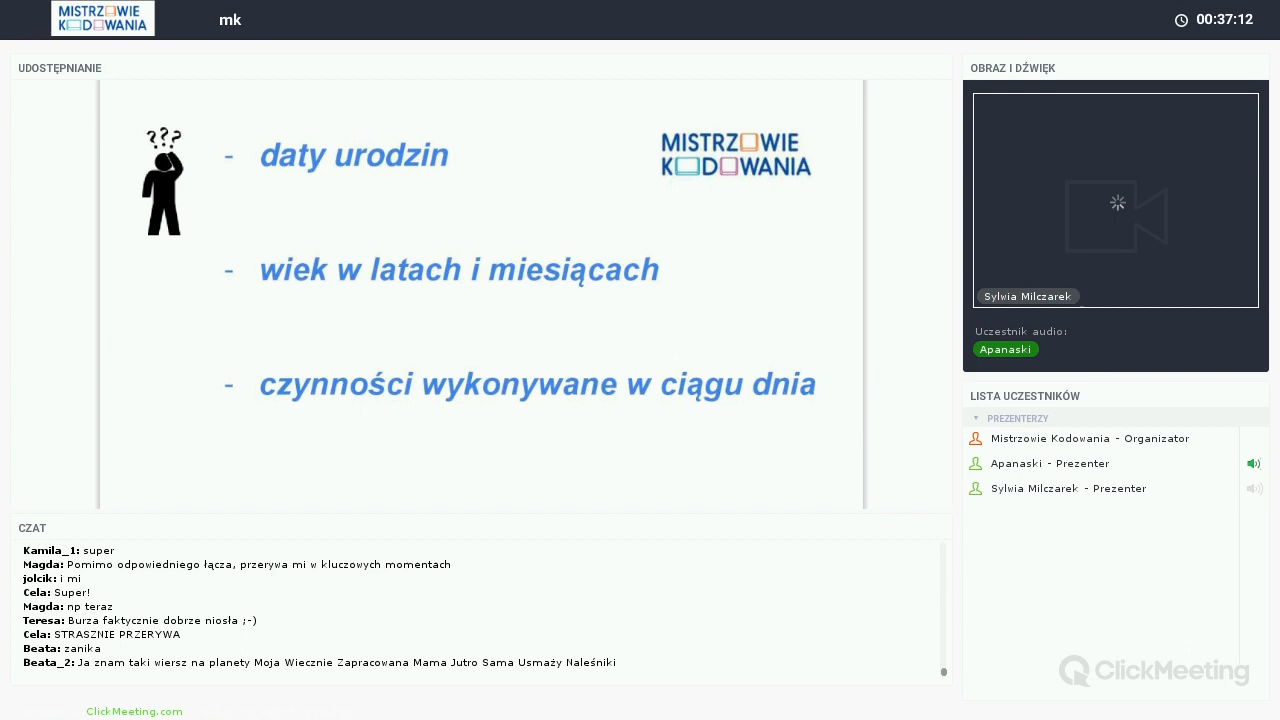 MISTRZOWIE
KODOWANIA
mk
00:37:12
UDOSTĘPNIANIE
???
- daty urodzin
MISTRZOWIE
KODOWANIA
- wiek w latach i miesiącach
- czynności wykonywane w ciągu dnia
CZAT
Kamila_1: super
Magda: Pomimo odpowiedniego łącza, przerywa mi w kluczowych momentach
jolcik: i mi
Cela: Super!
Magda: np teraz
Teresa: Burza faktycznie dobrze niosła ;-)
Cela: STRASZNIE PRZERYWA
Beata: zanika
Beata_2: Ja znam taki wiersz na planety Moja Wiecznie Zapracowana Mama Jutro Sama Usmaży Naleśniki
ClickMeeting.com
OBRAZ I DŹWIĘK
Sylwia Milczarek
Uczestnik audio:
Apanaski
LISTA UCZESTNIKÓW
PREZENTERZY
Mistrzowie Kodowania - Organizator
Apanaski - Prezenter
Sylwia Milczarek - Prezenter
ClickMeeting